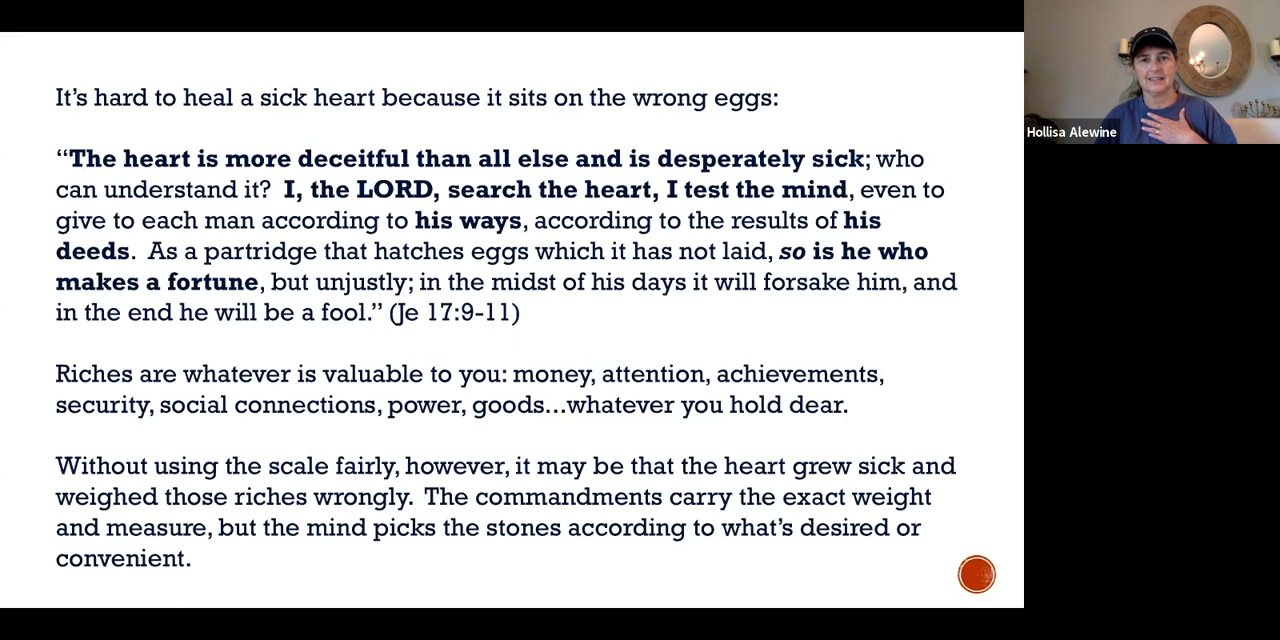 It's hard to heal a sick heart because it sits on the wrong eggs:
“The heart is more deceitful than all else and is desperately sick; who
can understand it?  I, the LORD, search the heart, I test the mind, even to
give to each man according to his ways, according to the results of his
deeds.  As a partridge that hatches eggs which it has not laid, so is he who
makes a fortune, but unjustly; in the midst of his days it will forsake him, and
in the end he will be a fool.” (Je 17:9-11)
Riches are whatever is valuable to you: money, attention, achievements,
security, social connections, power, goods…whatever you hold dear.
Without using the scale fairly, however, it may be that the heart grew sick and
weighed those riches wrongly.  The commandments carry the exact weight
and measure, but the mind picks the stones according to what's desired or
convenient.
Hollisa Alewine